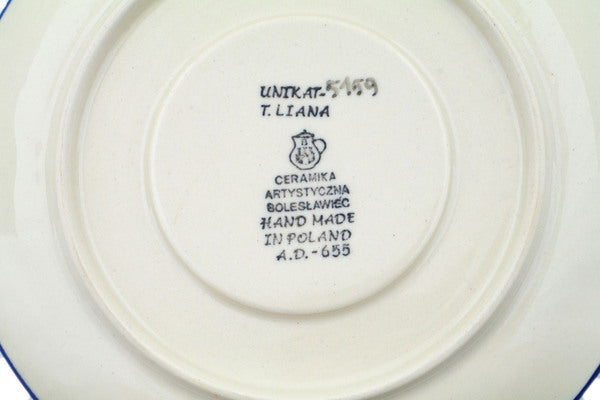 UNIKAT-5159
T. LIANA
CERAMIKA
ARTYSTYCZNA
BOLESŁAWIEC
HAND MADE
IN POLAND
A.D.-655